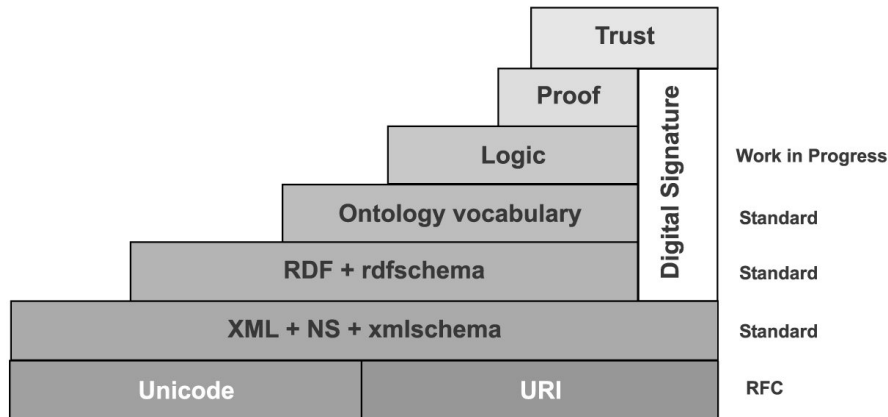 Trust
Proof
Digital Signature
Logic
Work in Progress
Ontology vocabulary
Standard
RDF + rdfschema
Standard
XML + NS + xmlschema
Standard
Unicode
URI
RFC